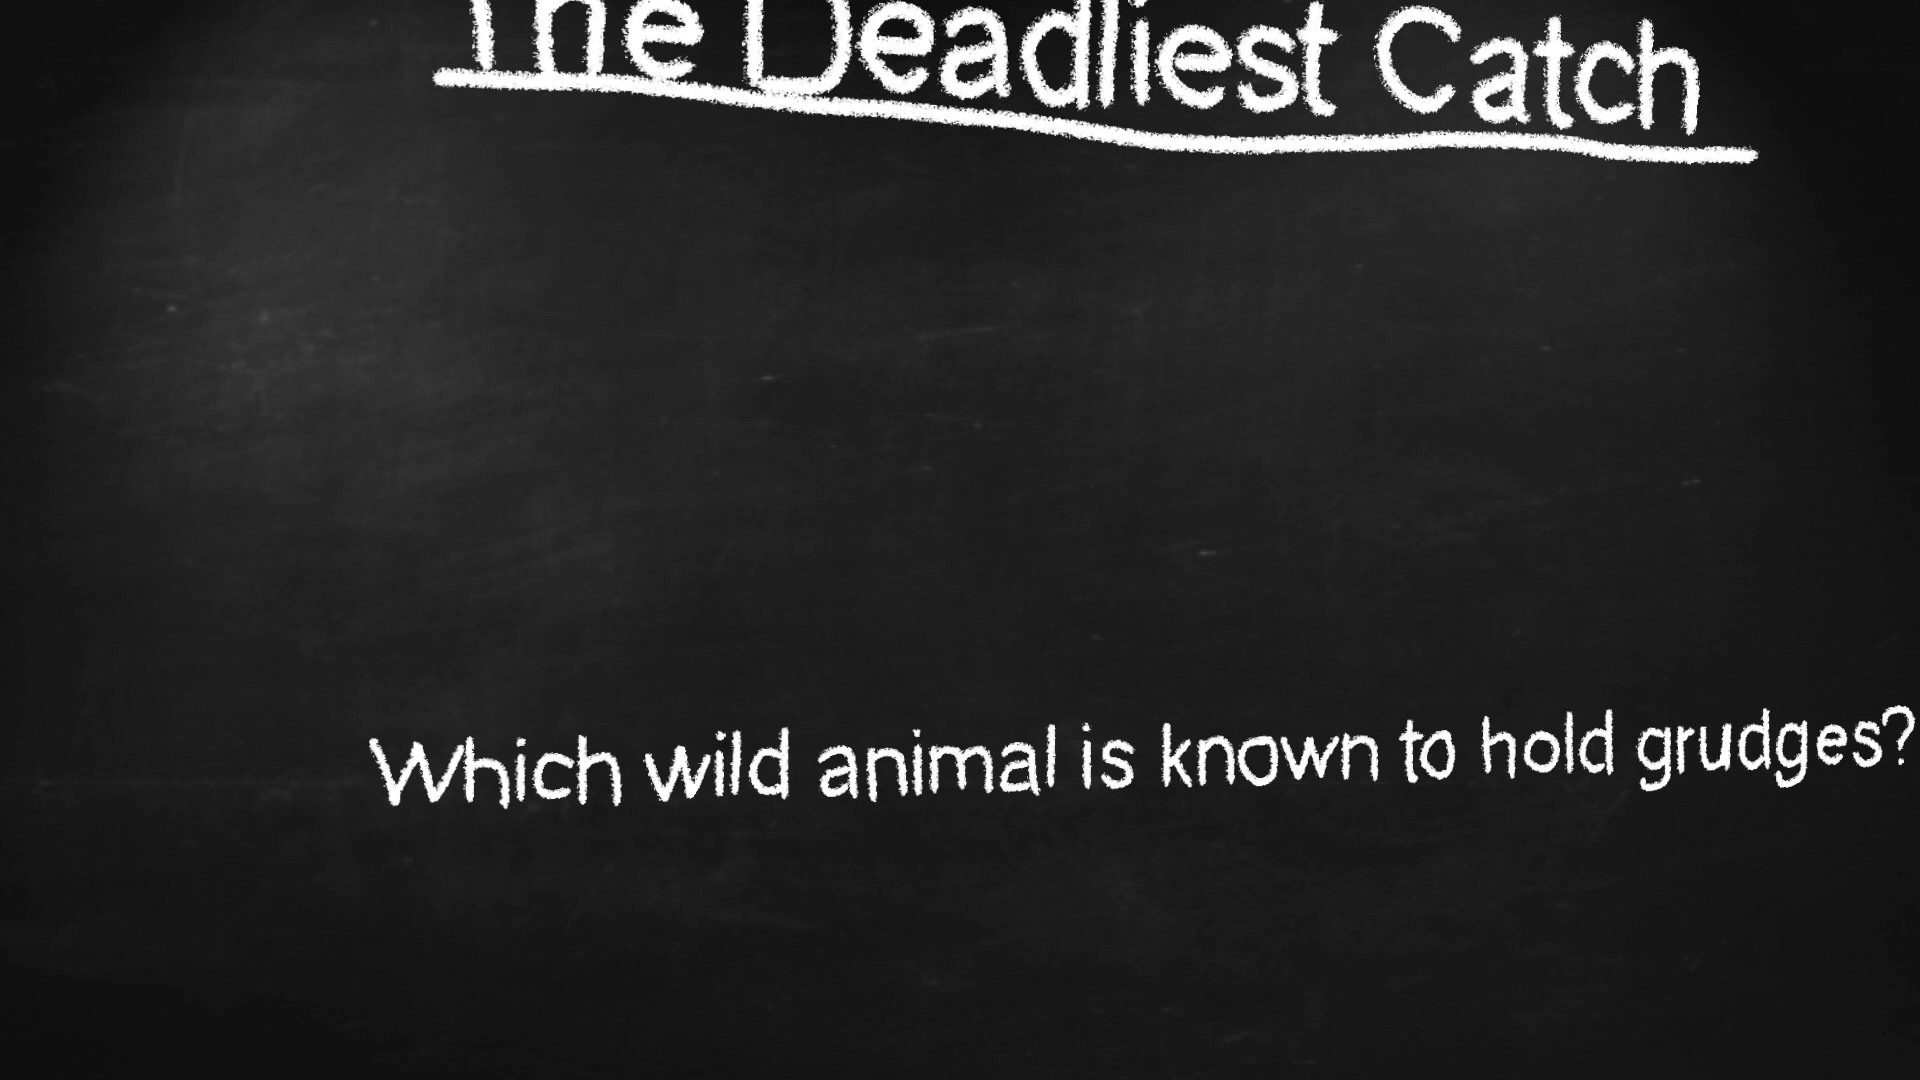 The Deadliest Catch
Which wild animal is known to hold grudges?